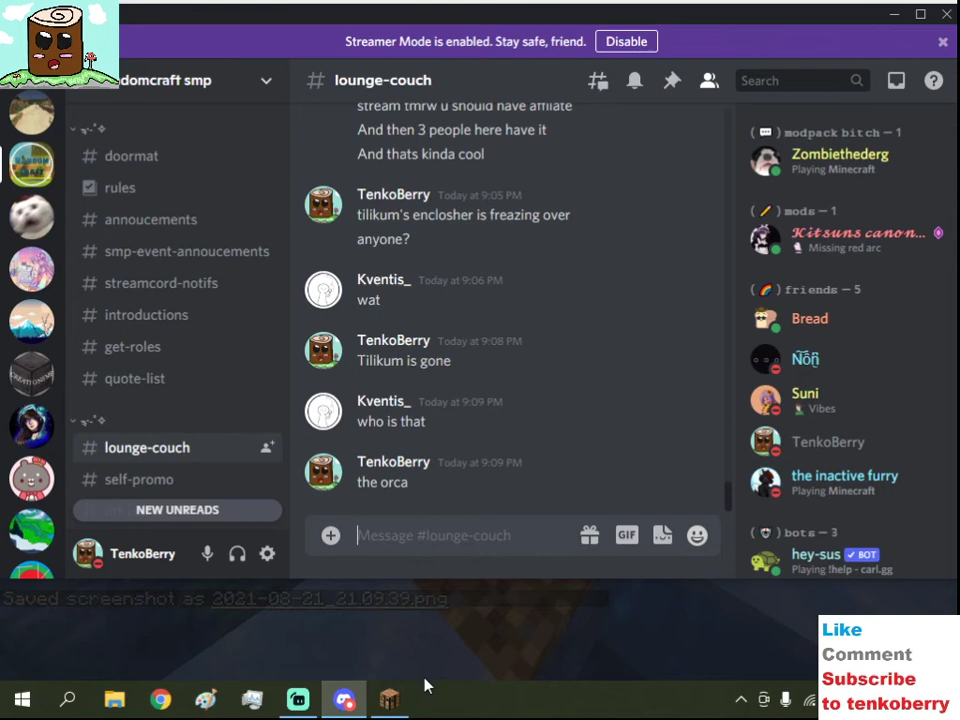 Streamer Mode is enabled. Stay safe, friend.
Disable
domcraft smp
# lounge-couch
Search
doormat
rules
annoucements
smp-event-annoucements
streamcord-notifs
introductions
get-roles
quote-list
lounge-couch
self-promo
NEW UNREADS
TenkoBerry
stream tmrw u should have affilate
And then 3 people here have it
And thats kinda cool
TenkoBerry Today at 9:05 PM
tilikum's enclosher is freazing over
anyone?
Kventis_ Today at 9:06 PM
wat
TenkoBerry Today at 9:08 PM
Tilikum is gone
Kventis_ Today at 9:09 PM
who is that
TenkoBerry Today at 9:09 PM
the orca
Message #lounge-couch
GIF
modpack bitch — 1
Zombiethederg
Playing Minecraft
mods — 1
𝓚𝓲𝓽𝓼𝓾𝓷𝓼 𝓬𝓪𝓷𝓸𝓷...
Missing red arc
friends — 5
Bread
Suni
Vibes
TenkoBerry
the inactive furry
Playing Minecraft
bots — 3
hey-sus BOT
Playing !help - carl.gg
Saved screenshot as 2021-08-21_21.09.39.png
Like
Comment
Subscribe
to tenkoberry